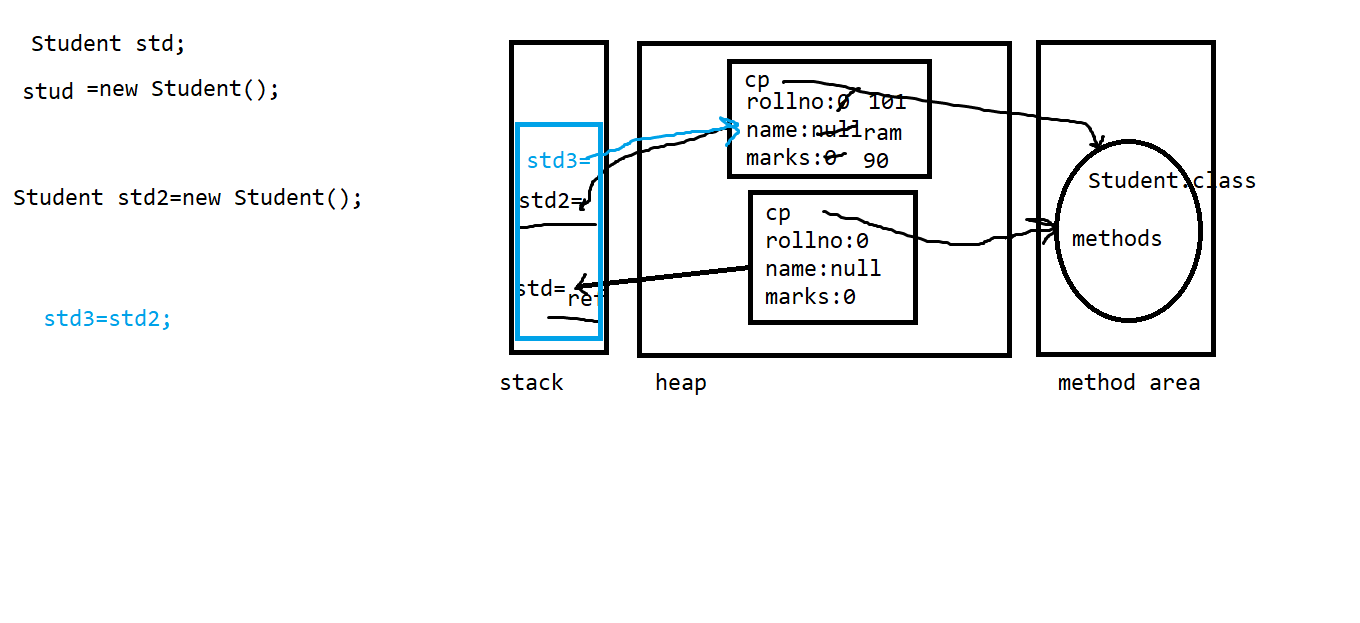 Student std;
stud =new Student();
Student std2=new Student();
std3=std2;
std3=
std2=
std=
ref
stack
cp
rollno:0 101
name:null ram
marks:0 90
cp
rollno:0
name:null
marks:0
heap
Student.class
methods
method area